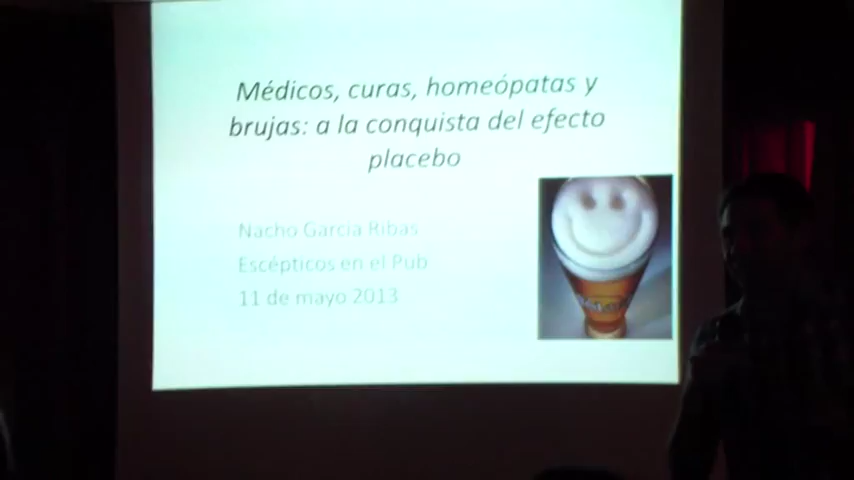 Médicos, curas, homeópatas y
brujas: a la conquista del efecto
placebo
Nacho García Ribas
Escépticos en el Pub
11 de mayo 2013